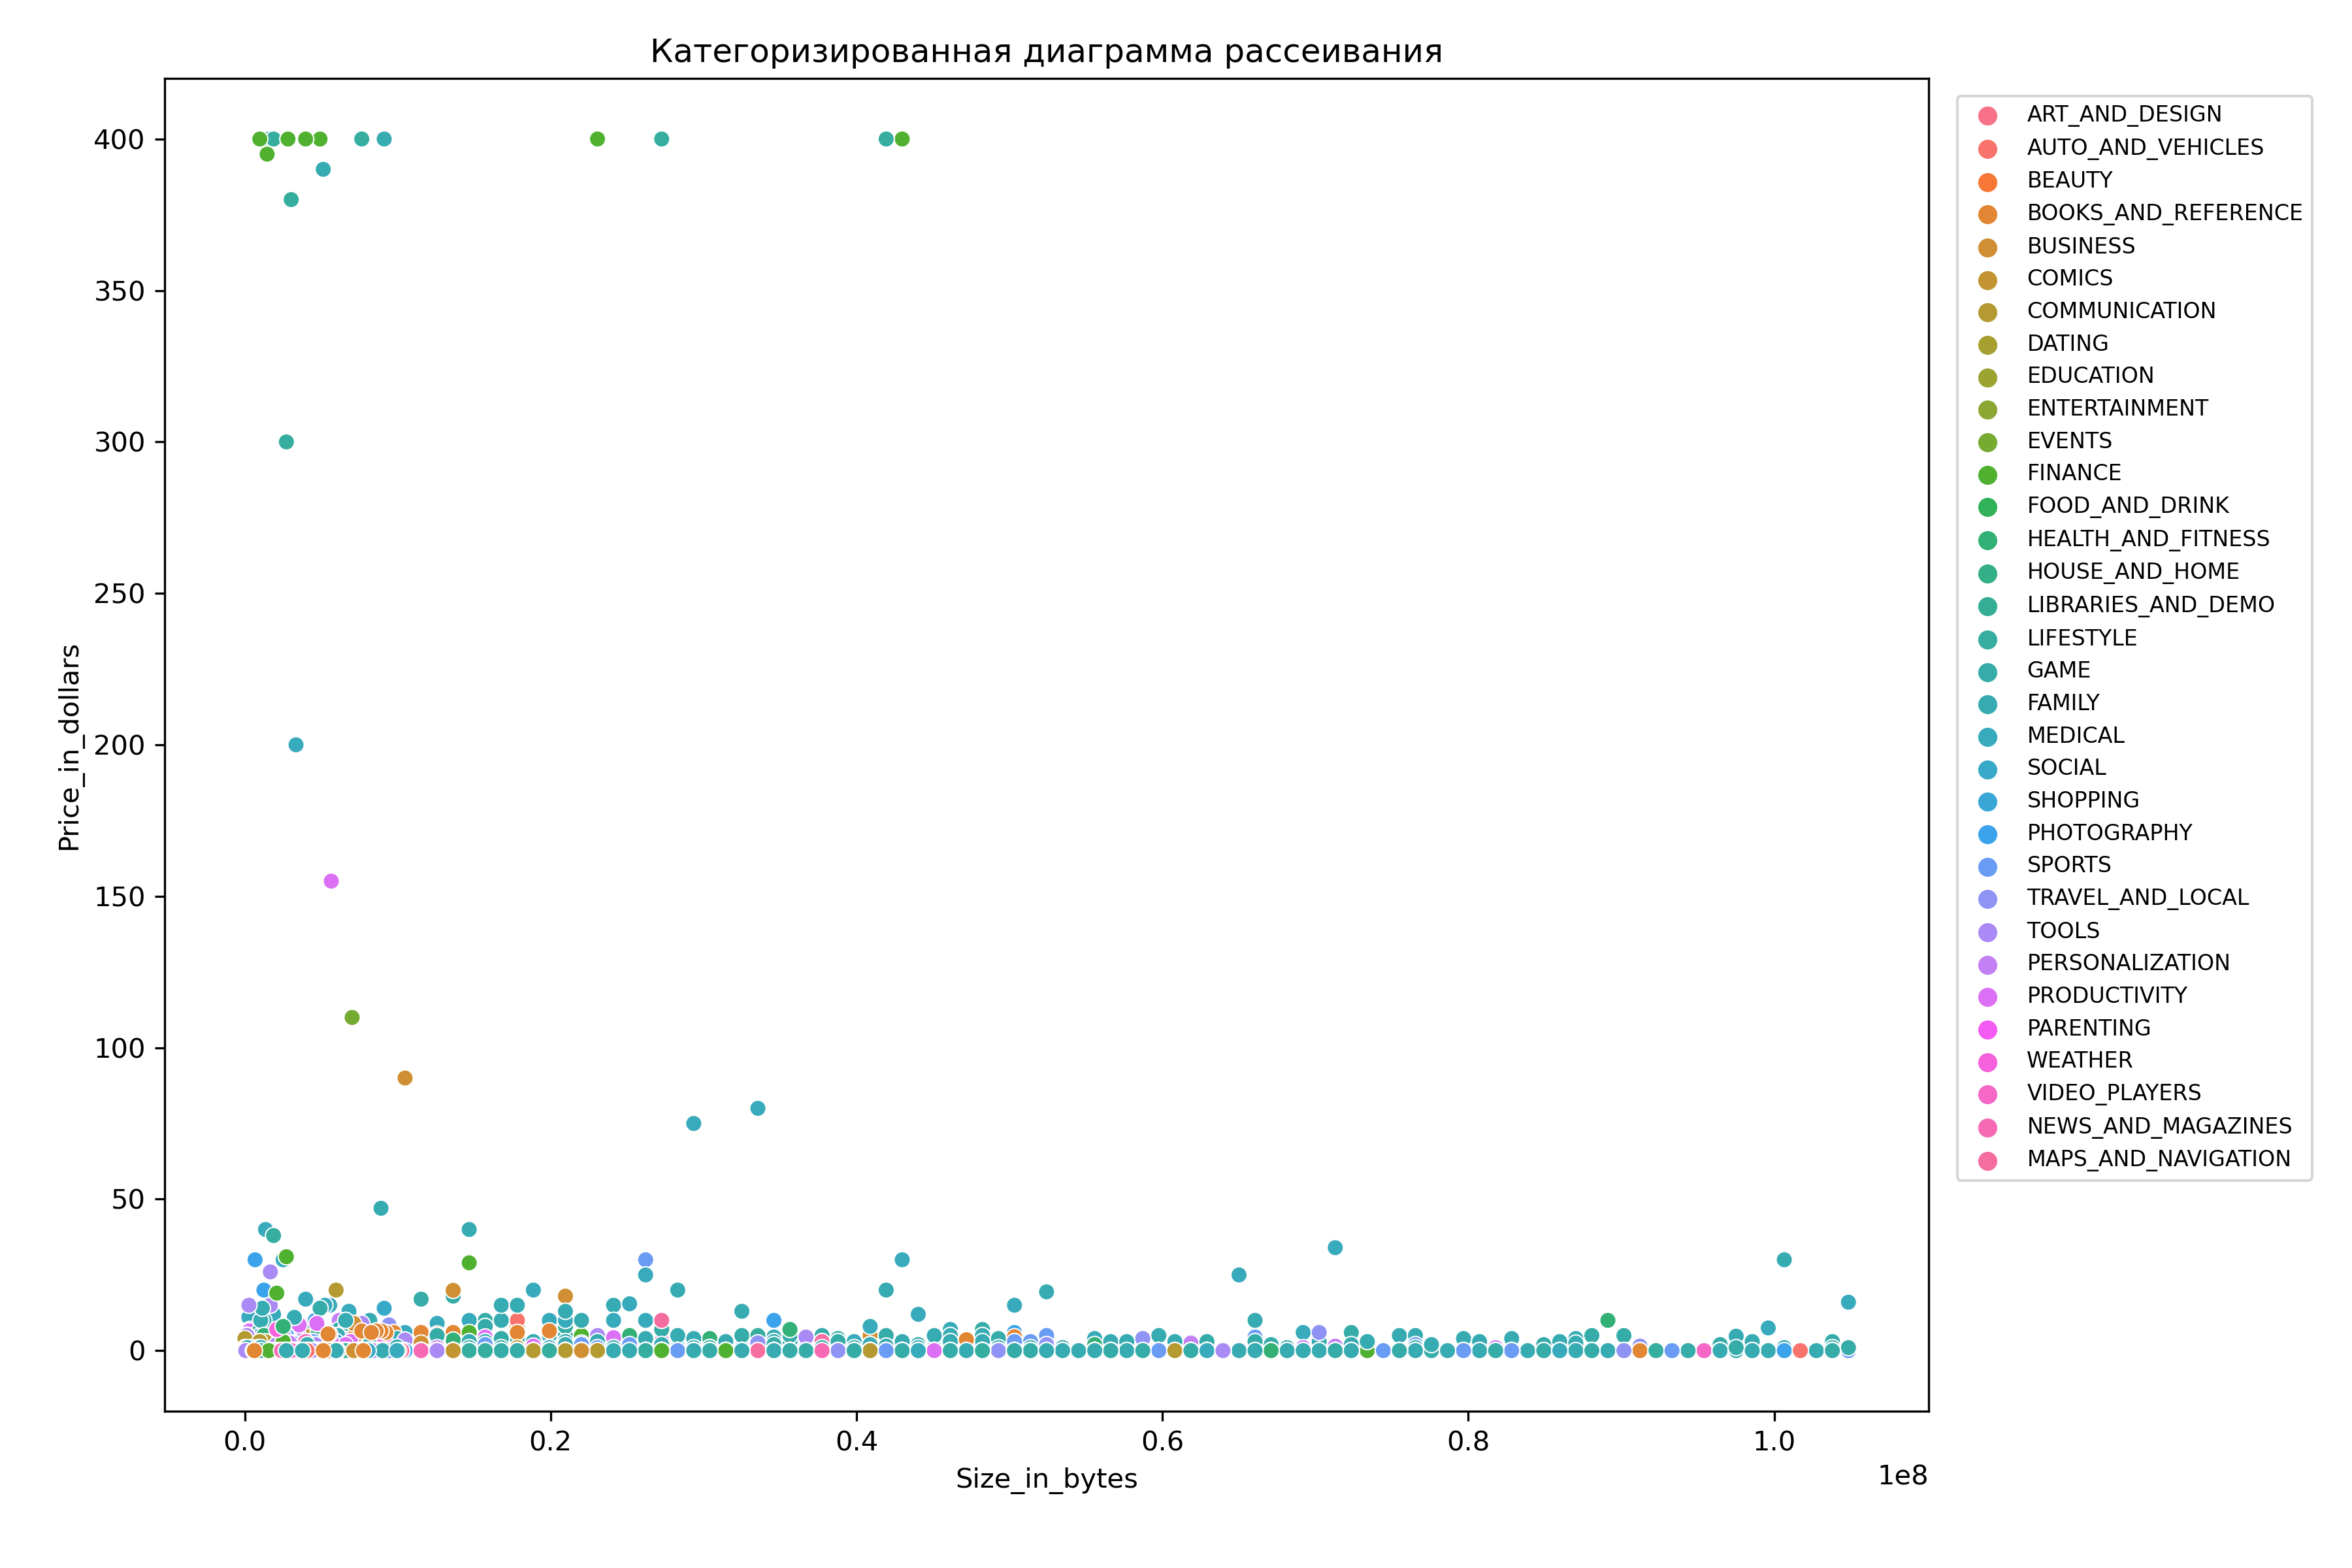 Категоризированная диаграмма рассеивания
400
350
300
250
200
150
100
50
0
Price_in_dollars
0.0
0.2
0.4
0.6
0.8
1.0
1e8
Size_in_bytes
ART_AND_DESIGN
AUTO_AND_VEHICLES
BEAUTY
BOOKS_AND_REFERENCE
BUSINESS
COMICS
COMMUNICATION
DATING
EDUCATION
ENTERTAINMENT
EVENTS
FINANCE
FOOD_AND_DRINK
HEALTH_AND_FITNESS
HOUSE_AND_HOME
LIBRARIES_AND_DEMO
LIFESTYLE
GAME
FAMILY
MEDICAL
SOCIAL
SHOPPING
PHOTOGRAPHY
SPORTS
TRAVEL_AND_LOCAL
TOOLS
PERSONALIZATION
PRODUCTIVITY
PARENTING
WEATHER
VIDEO_PLAYERS
NEWS_AND_MAGAZINES
MAPS_AND_NAVIGATION